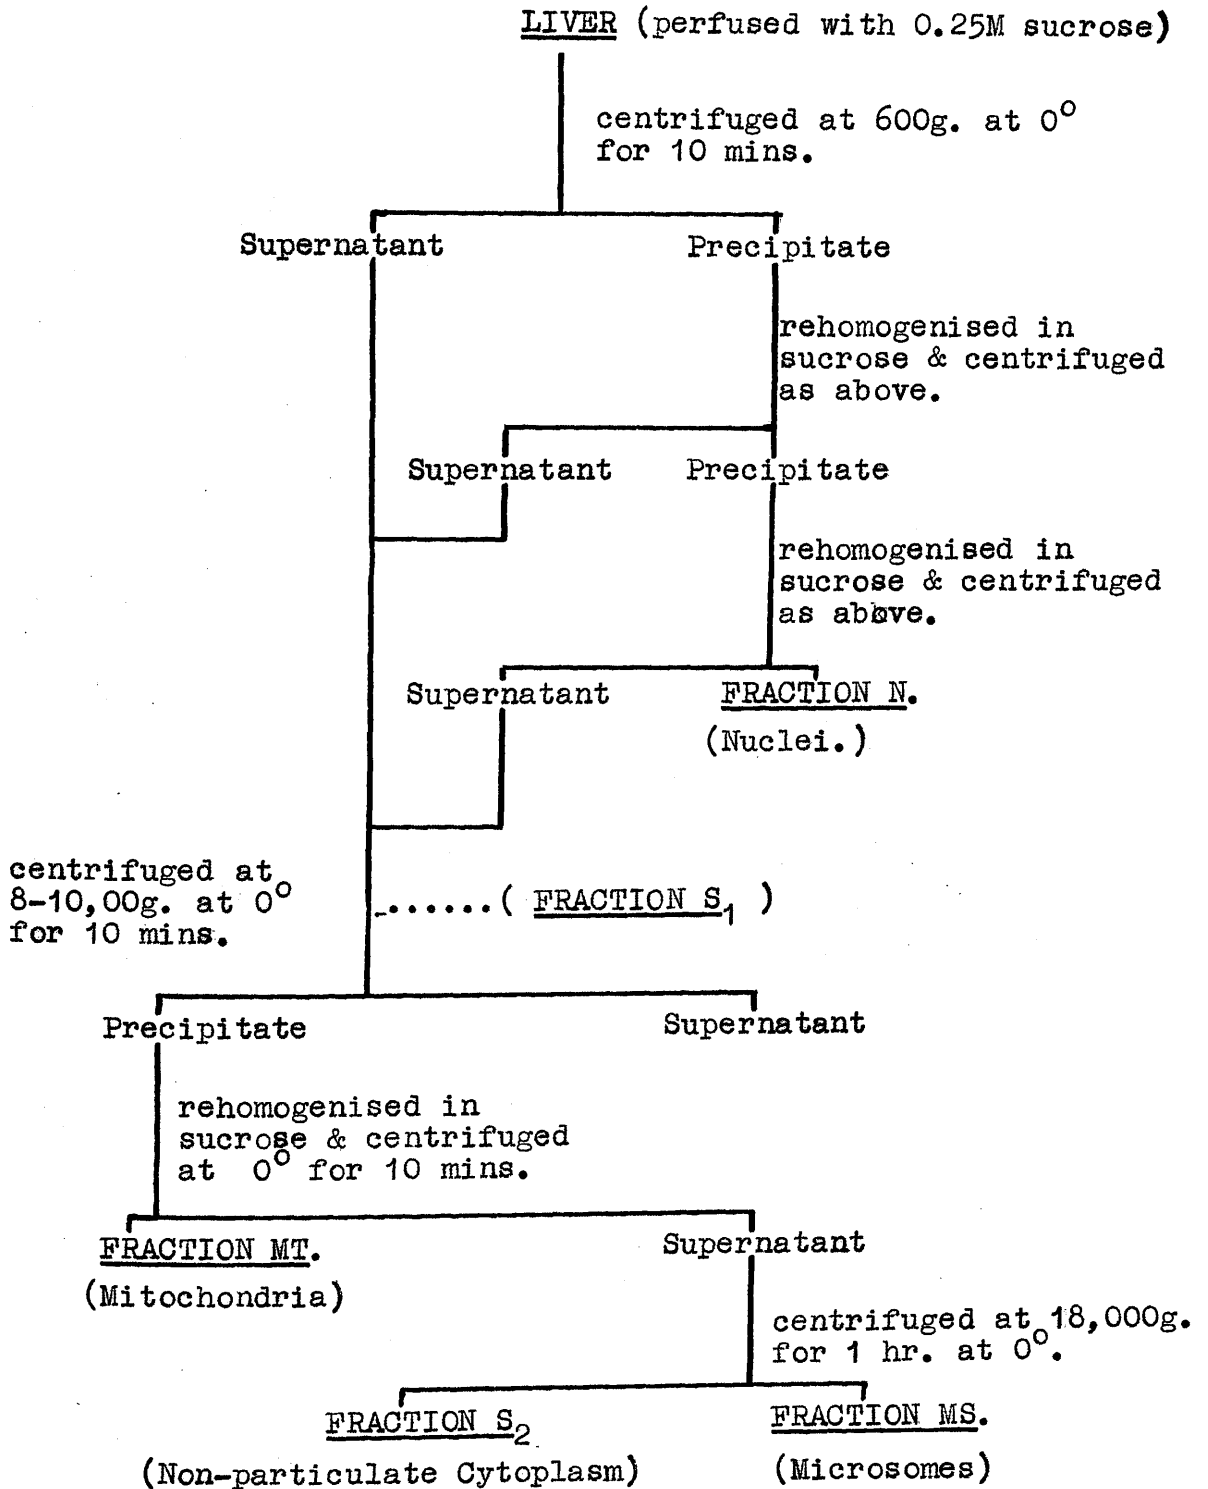 LIVER (perfused with 0.25M sucrose)
centrifuged at 600g. at 0°
for 10 mins.
Supernatant Precipitate
rehomogenised in
sucrose & centrifuged
as above.
Supernatant Precipitate
rehomogenised in
sucrose & centrifuged
as above.
Supernatant FRACTION N.
(Nuclei.)
centrifuged at
8-10,00g. at 0°
for 10 mins.
......( FRACTION S₁ )
Precipitate Supernatant
rehomogenised in
sucrose & centrifuged
at 0° for 10 mins.
FRACTION MT. Supernatant
(Mitochondria)
centrifuged at 18,000g.
for 1 hr. at 0°.
FRACTION S₂ FRACTION MS.
(Non-particulate Cytoplasm) (Microsomes)